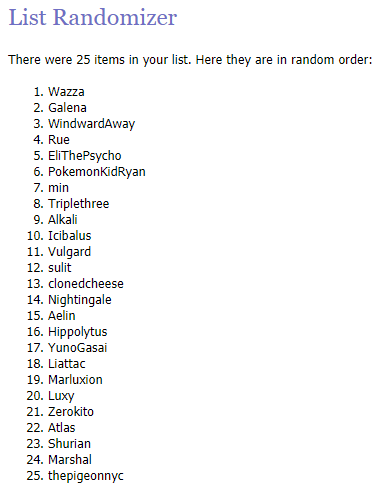 List Randomizer
There were 25 items in your list. Here they are in random order:
1. Wazza
2. Galena
3. WindwardAway
4. Rue
5. EliThePsycho
6. PokemonKidRyan
7. min
8. Triplethree
9. Alkali
10. Icibalus
11. Vulgard
12. sulit
13. clonedcheese
14. Nightingale
15. Aelin
16. Hippolytus
17. YunoGasai
18. Liattac
19. Marluxion
20. Luxy
21. Zerokito
22. Atlas
23. Shurian
24. Marshal
25. thepigeonnyc